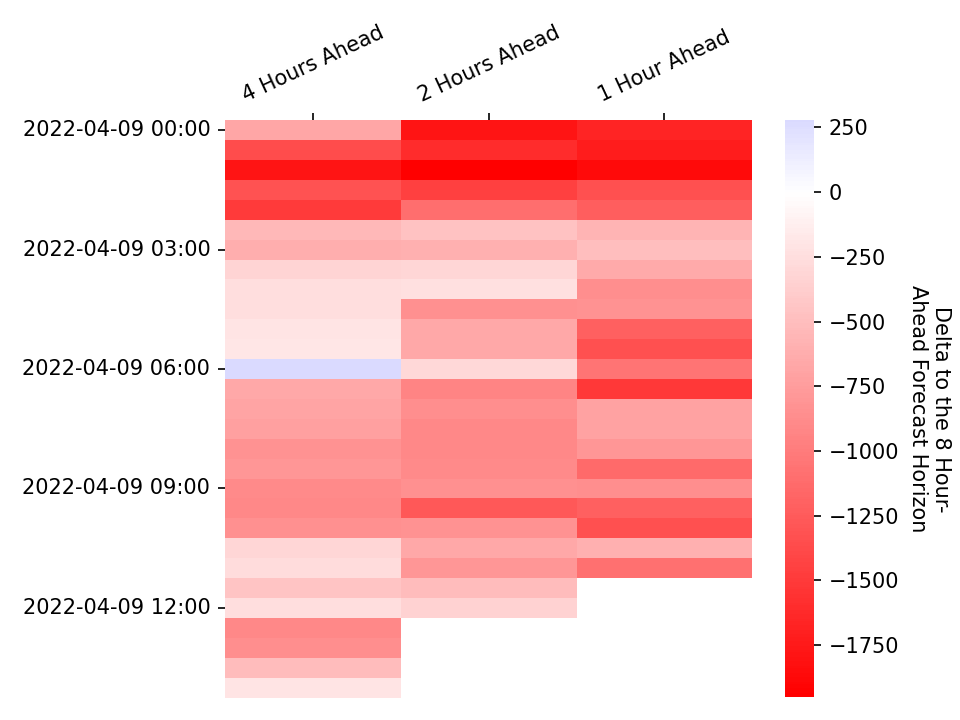 4 Hours Ahead
2 Hours Ahead
1 Hour Ahead
2022-04-09 00:00
2022-04-09 03:00
2022-04-09 06:00
2022-04-09 09:00
2022-04-09 12:00
250
0
−250
−500
−750
−1000
−1250
−1500
−1750
Delta to the 8 Hour-
Ahead Forecast Horizon